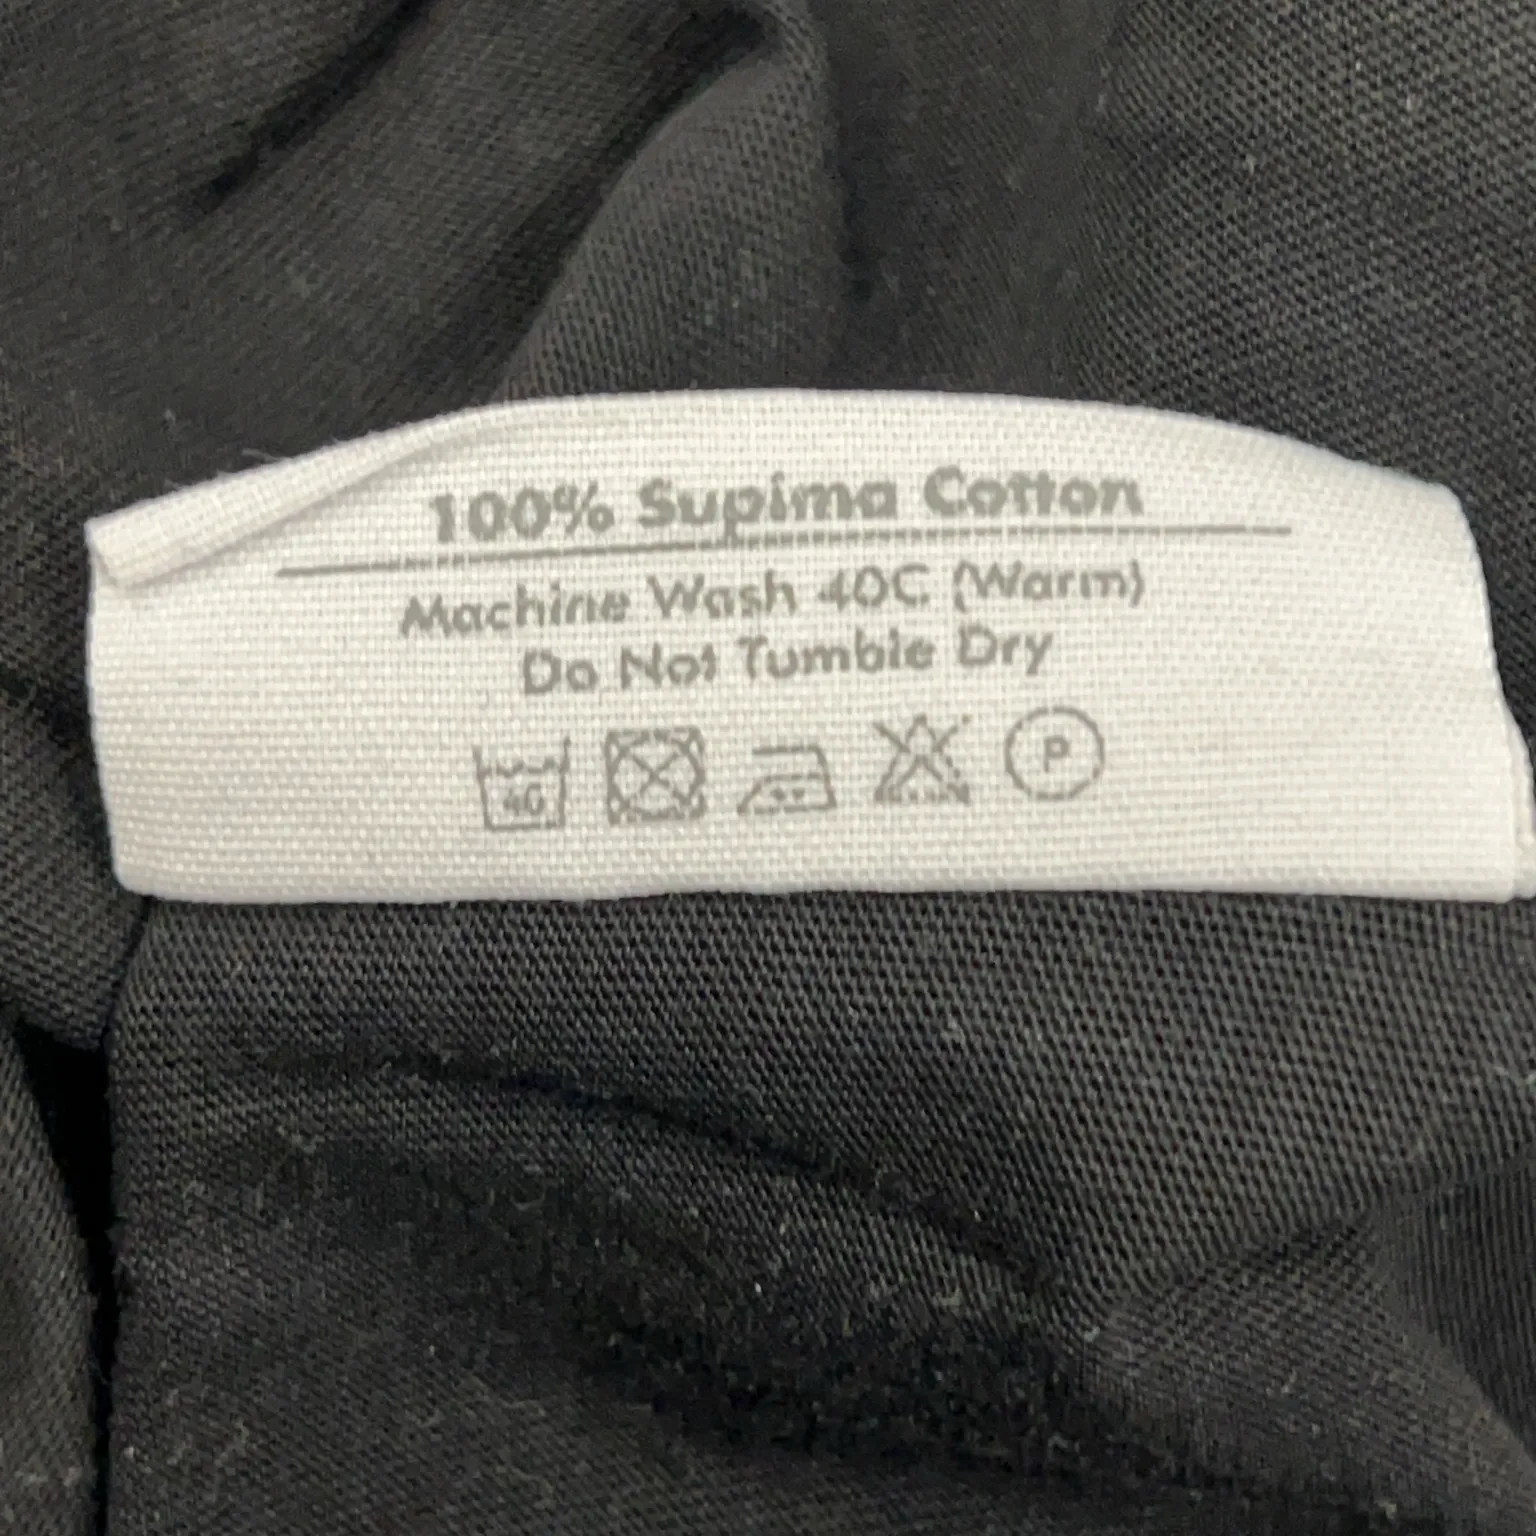 100% Supima Cotton
Machine Wash 40C (Warm)
Do Not Tumble Dry
40 P